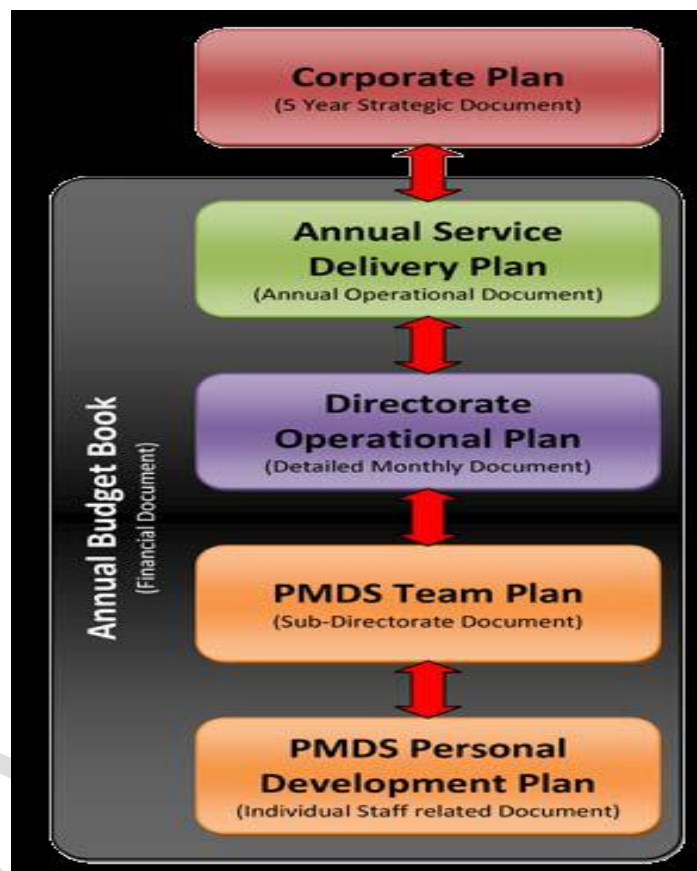 Corporate Plan
(5 Year Strategic Document)
Annual Service
Delivery Plan
(Annual Operational Document)
Directorate
Operational Plan
(Detailed Monthly Document)
PMDS Team Plan
(Sub-Directorate Document)
PMDS Personal
Development Plan
(Individual Staff related Document)
Annual Budget Book
(Financial Document)